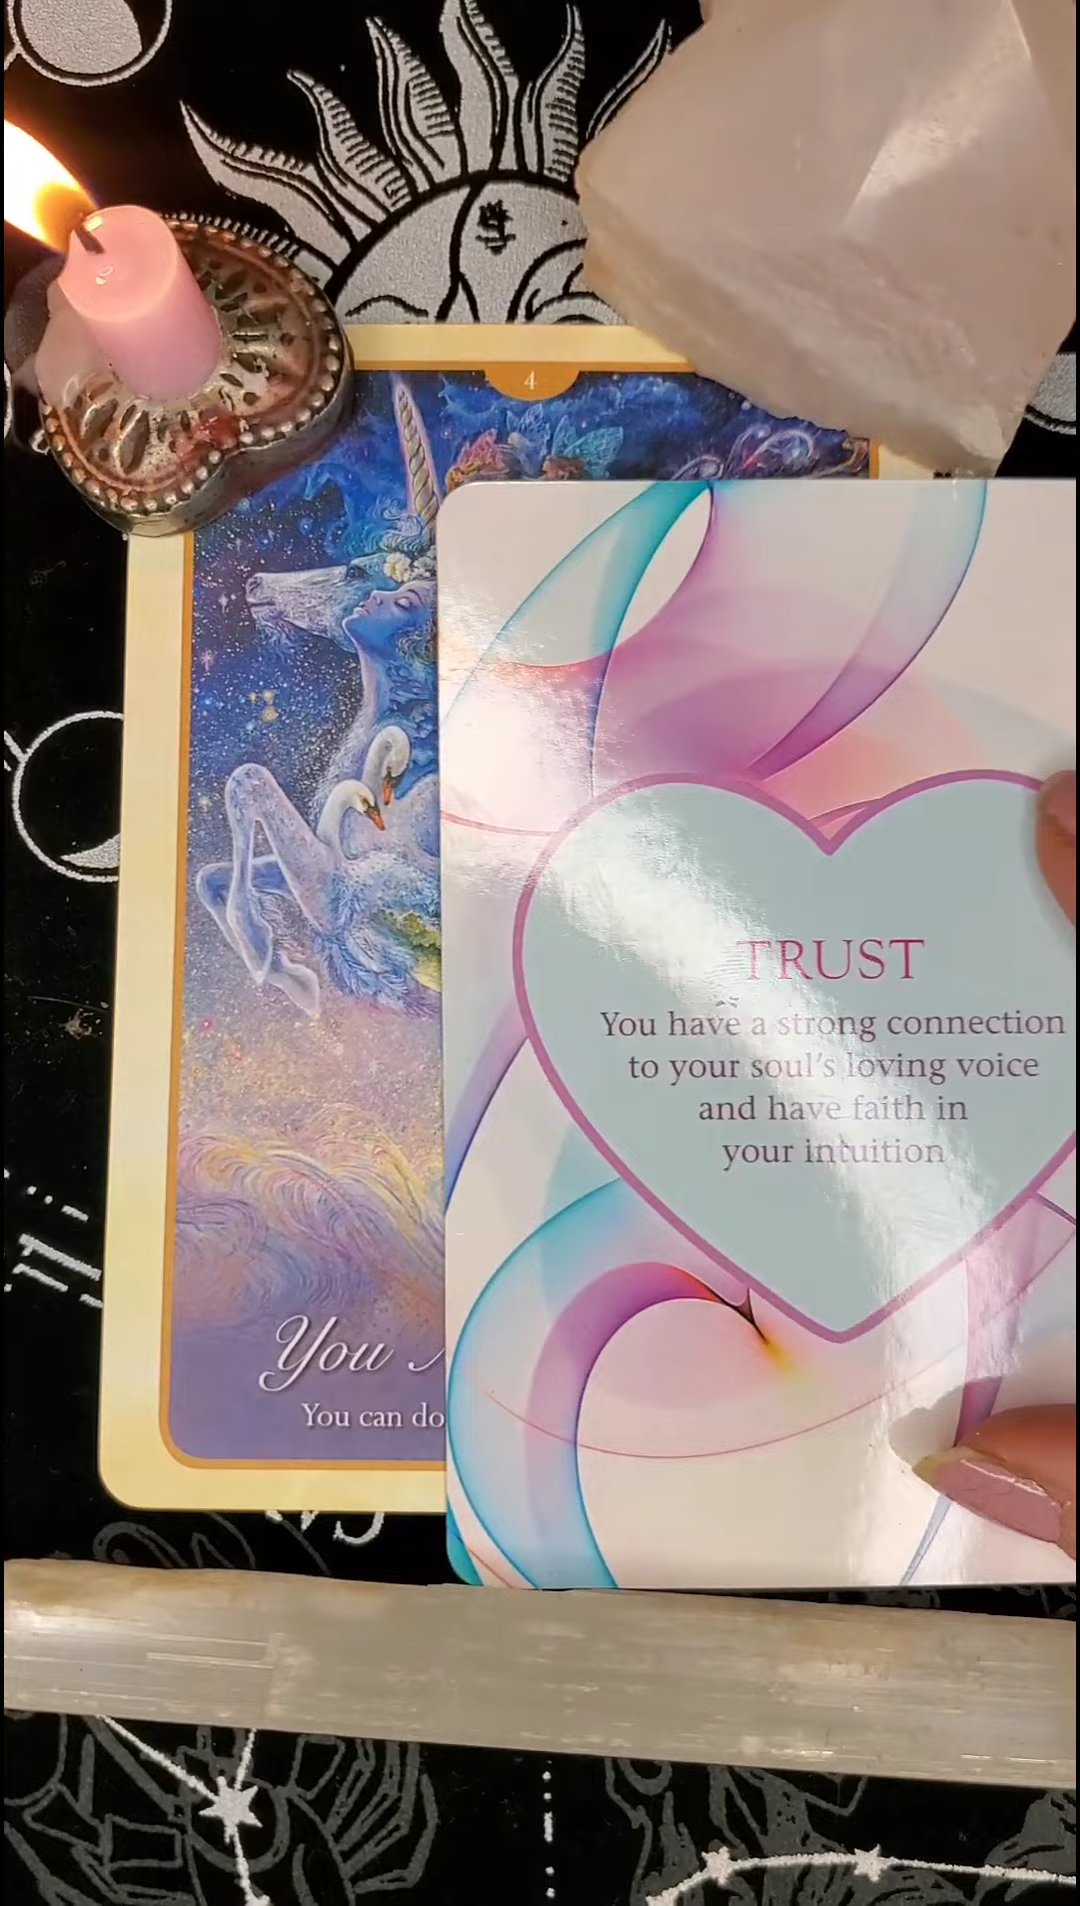 4
TRUST
You have a strong connection
to your soul's loving voice
and have faith in
your intuition
You
You can do